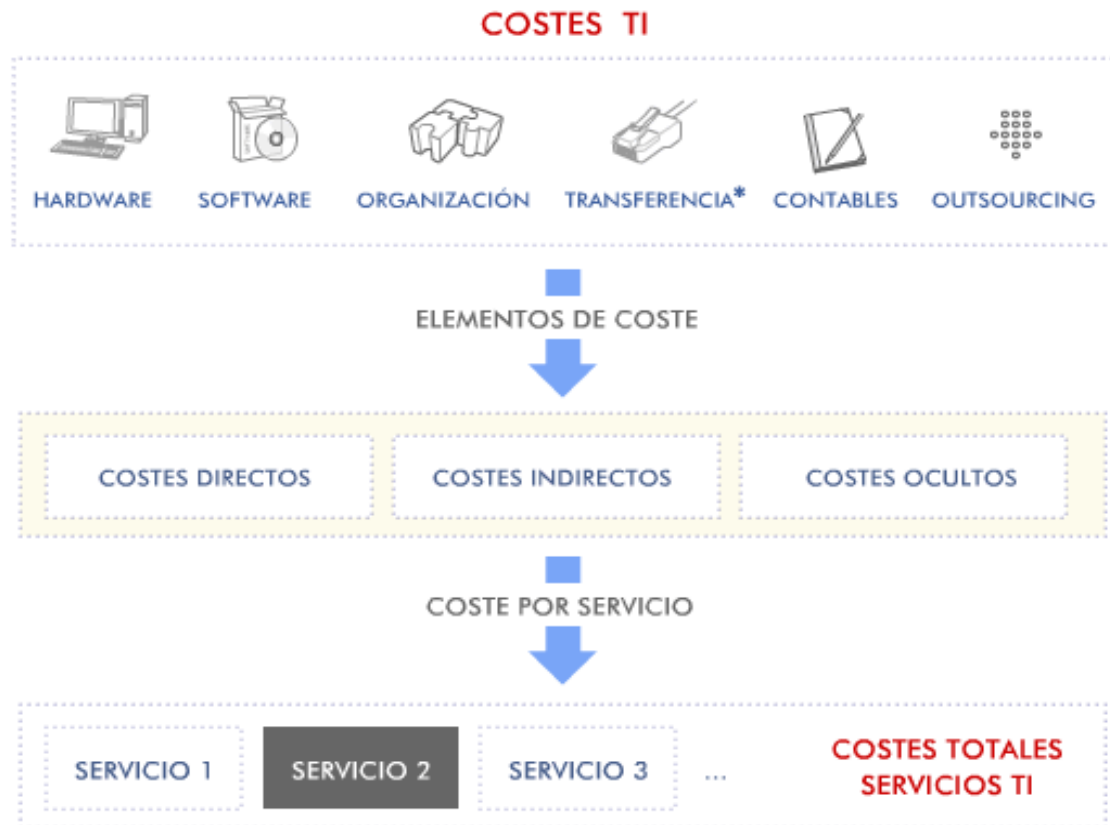 COSTES TI
HARDWARE
SOFTWARE
ORGANIZACIÓN
TRANSFERENCIA*
CONTABLES
OUTSOURCING
ELEMENTOS DE COSTE
COSTES DIRECTOS
COSTES INDIRECTOS
COSTES OCULTOS
COSTE POR SERVICIO
SERVICIO 1
SERVICIO 2
SERVICIO 3
...
COSTES TOTALES
SERVICIOS TI